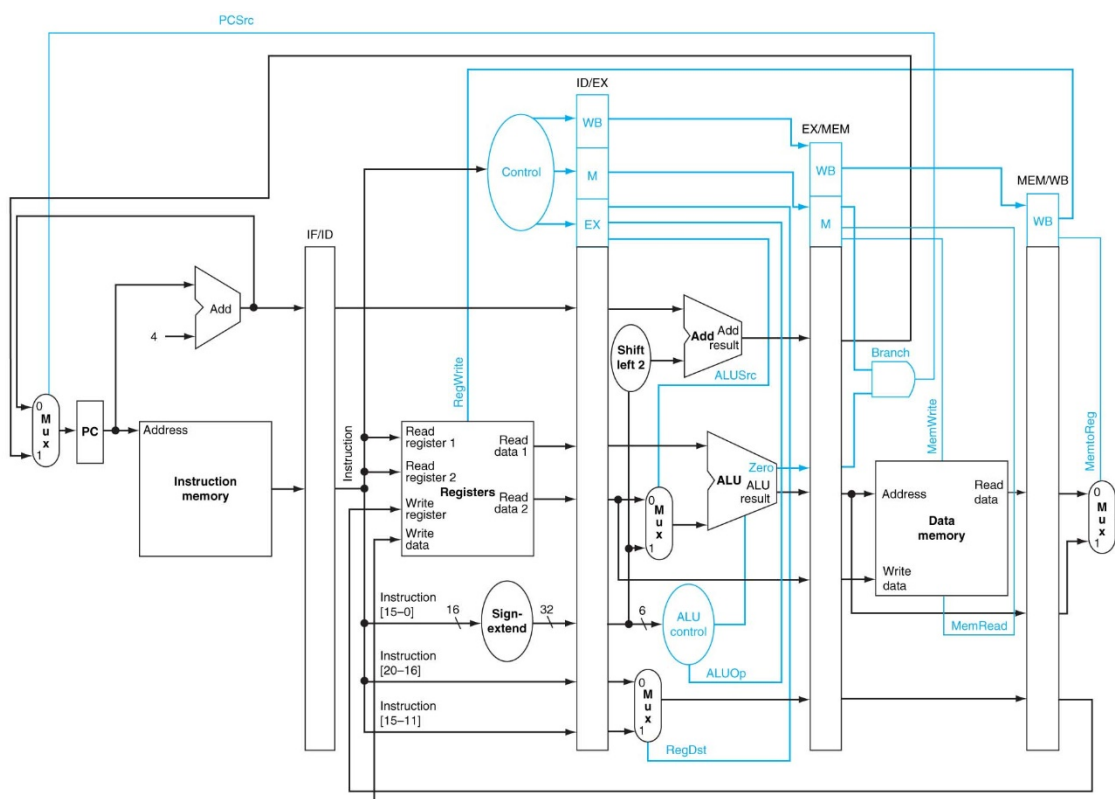 PCSrc
ID/EX
WB
EX/MEM
Control
M
WB
MEM/WB
EX
M
WB
IF/ID
Add
4
Add
Add
result
Shift
left 2
Branch
ALUSrc
RegWrite
MemWrite
MemtoReg
0
M
u
x
1
PC
Address
Instruction
memory
Instruction
Read
register 1
Read
data 1
Read
register 2
Registers
Read
data 2
Write
register
Write
data
0
M
u
x
1
Zero
ALU
ALU
result
Address
Read
data
Data
memory
Write
data
0
M
u
x
1
Instruction
[15–0]
16
Sign-
extend
32
6
ALU
control
MemRead
Instruction
[20–16]
ALUOp
0
M
u
x
1
Instruction
[15–11]
RegDst